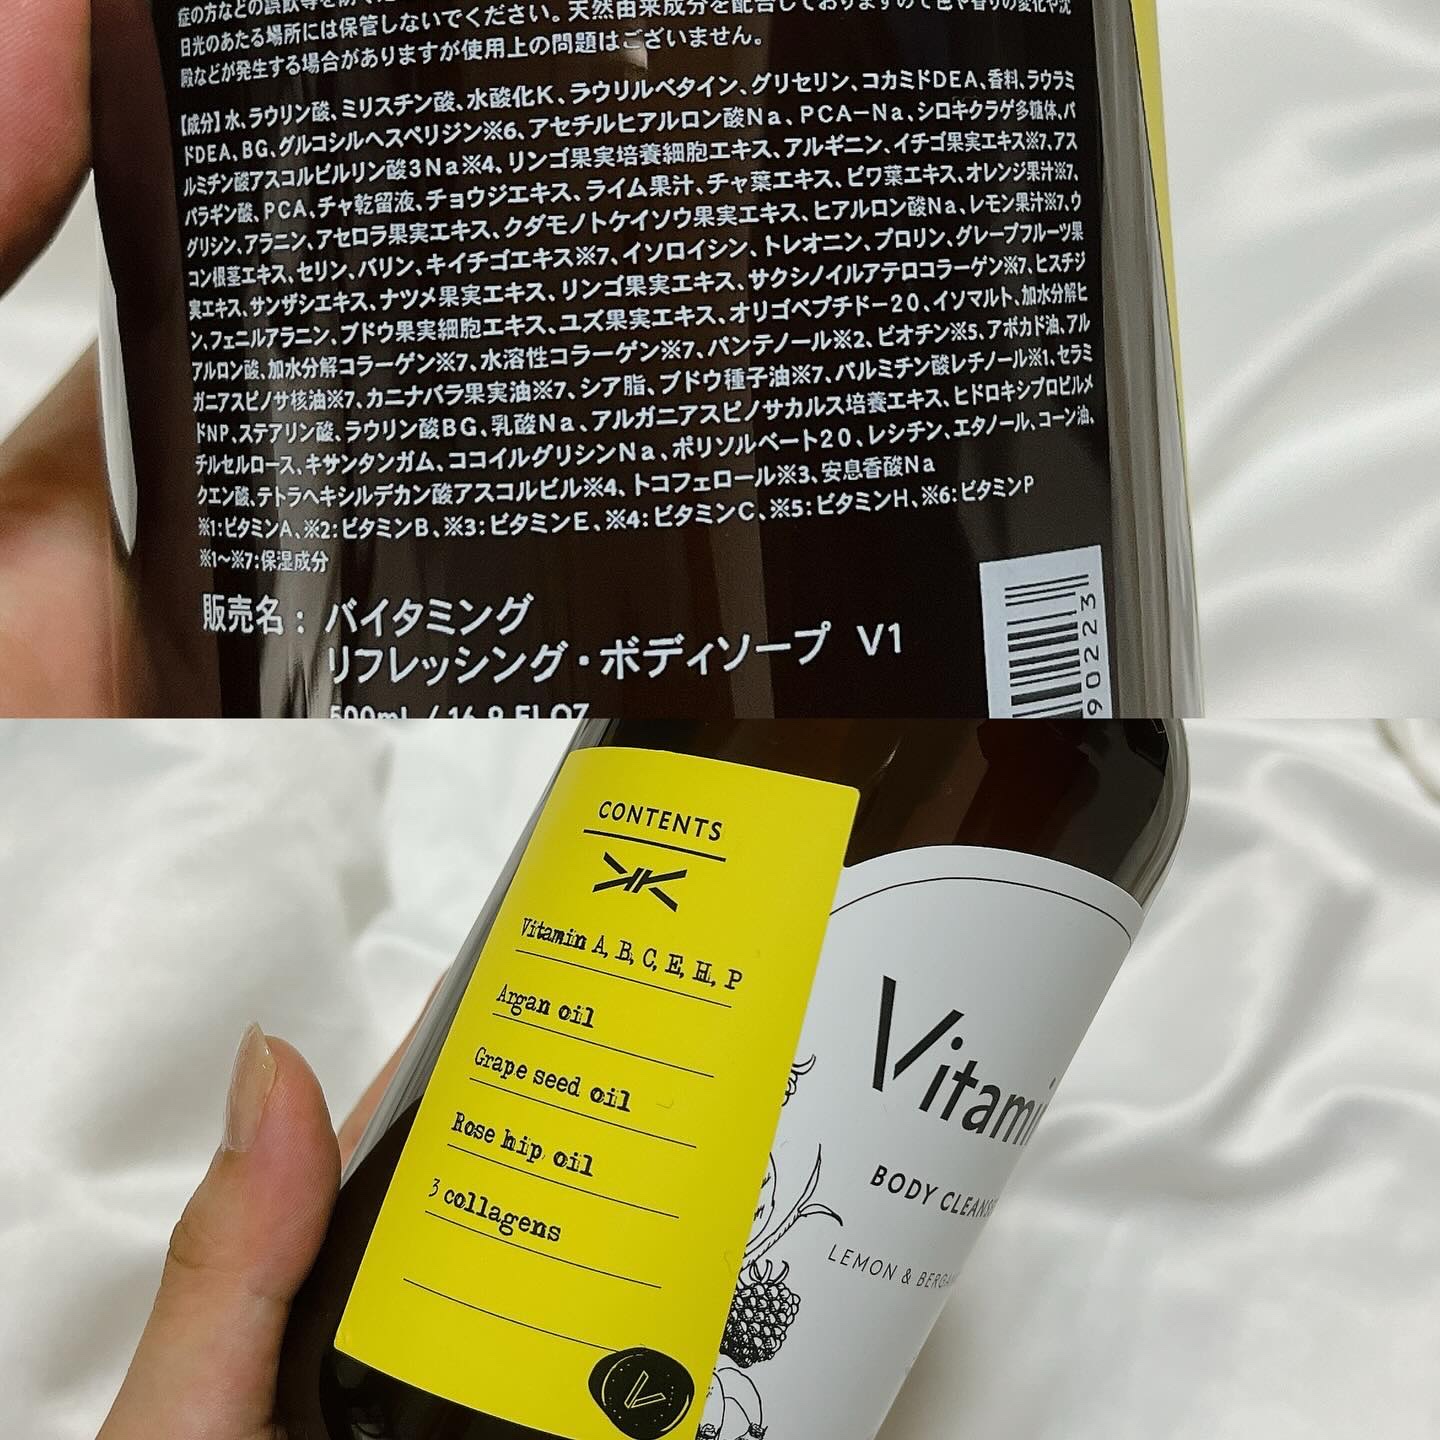 症の方などの誤飲等を防ぐため
日光のあたる場所には保管しないでください。天然由来成分を配合しておりますので色や香りの変化や沈
殿などが発生する場合がありますが使用上の問題はございません。
【成分】水、ラウリン酸、ミリスチン酸、水酸化K、ラウリルベタイン、グリセリン、コカミドDEA、香料、ラウラミ
ドDEA、BG、グルコシルヘスペリジン※6、アセチルヒアルロン酸Na、PCA-Na、シロキクラゲ多糖体、パ
ルミチン酸アスコルビルリン酸3Na※4、リンゴ果実培養細胞エキス、アルギニン、イチゴ果実エキス※7、アス
パラギン酸、PCA、チャ乾留液、チョウジエキス、ライム果汁、チャ葉エキス、ビワ葉エキス、オレンジ果汁※7、
グリシン、アラニン、アセロラ果実エキス、クダモノトケイソウ果実エキス、ヒアルロン酸Na、レモン果汁※7、ウ
コン根茎エキス、セリン、バリン、キイチゴエキス※7、イソロイシン、トレオニン、プロリン、グレープフルーツ果
実エキス、サンザシエキス、ナツメ果実エキス、リンゴ果実エキス、サクシノイルアテロコラーゲン※7、ヒスチジ
ン、フェニルアラニン、ブドウ果実細胞エキス、ユズ果実エキス、オリゴペプチド-20、イソマルト、加水分解ヒ
アルロン酸、加水分解コラーゲン※7、水溶性コラーゲン※7、パンテノール※2、ビオチン※5、アボカド油、アル
ガニアスピノサ核油※7、カニナバラ果実油※7、シア脂、ブドウ種子油※7、パルミチン酸レチノール※1、セラミ
ドNP、ステアリン酸、ラウリン酸BG、乳酸Na、アルガニアスピノサカルス培養エキス、ヒドロキシプロピルメ
チルセルロース、キサンタンガム、ココイルグリシンNa、ポリソルベート20、レシチン、エタノール、コーン油、
クエン酸、テトラヘキシルデカン酸アスコルビル※4、トコフェロール※3、安息香酸Na
※1:ビタミンA、※2:ビタミンB、※3:ビタミンE、※4:ビタミンC、※5:ビタミンH、※6:ビタミンP
※1〜※7:保湿成分
販売名：バイタミング
リフレッシング・ボディソープ V1
500mL / 16.9 FL OZ
90223
CONTENTS
Vitamin A, B, C, E, H, P
Argan oil
Grape seed oil
Rose hip oil
3 collagens
V
Vitami
BODY CLEANS
LEMON & BERGA